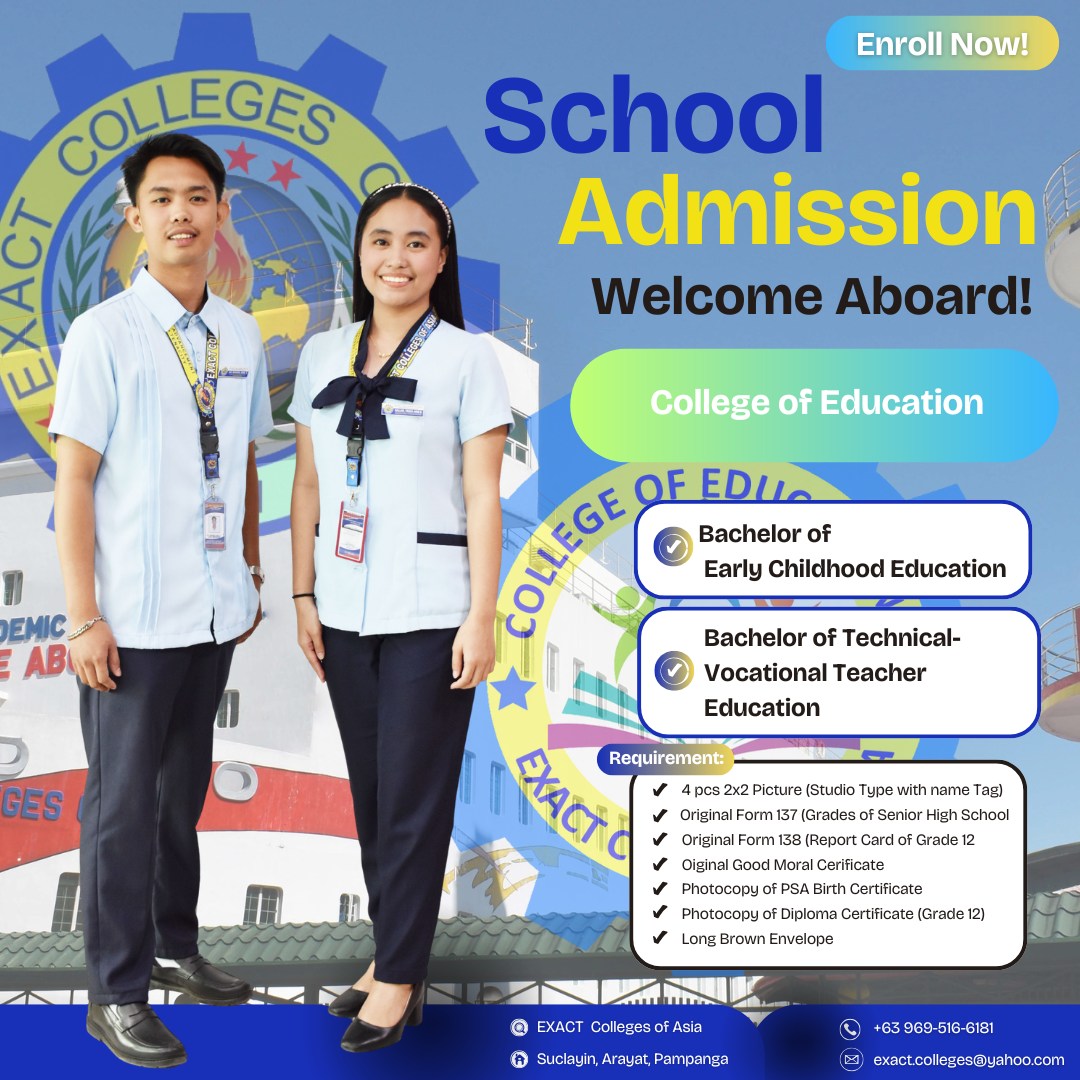 Enroll Now!
School
Admission
Welcome Aboard!
EXACT COLLEGES O
College of Education
COLLEGE OF EDUC
EXACT C
Bachelor of
Early Childhood Education
Bachelor of Technical-
Vocational Teacher
Education
Requirement:
4 pcs 2x2 Picture (Studio Type with name Tag)
Original Form 137 (Grades of Senior High School
Original Form 138 (Report Card of Grade 12
Oiginal Good Moral Cerificate
Photocopy of PSA Birth Certificate
Photocopy of Diploma Certificate (Grade 12)
Long Brown Envelope
DEMIC
E AB
GES
EXACT Colleges of Asia
Suclayin, Arayat, Pampanga
+63 969-516-6181
exact.colleges@yahoo.com